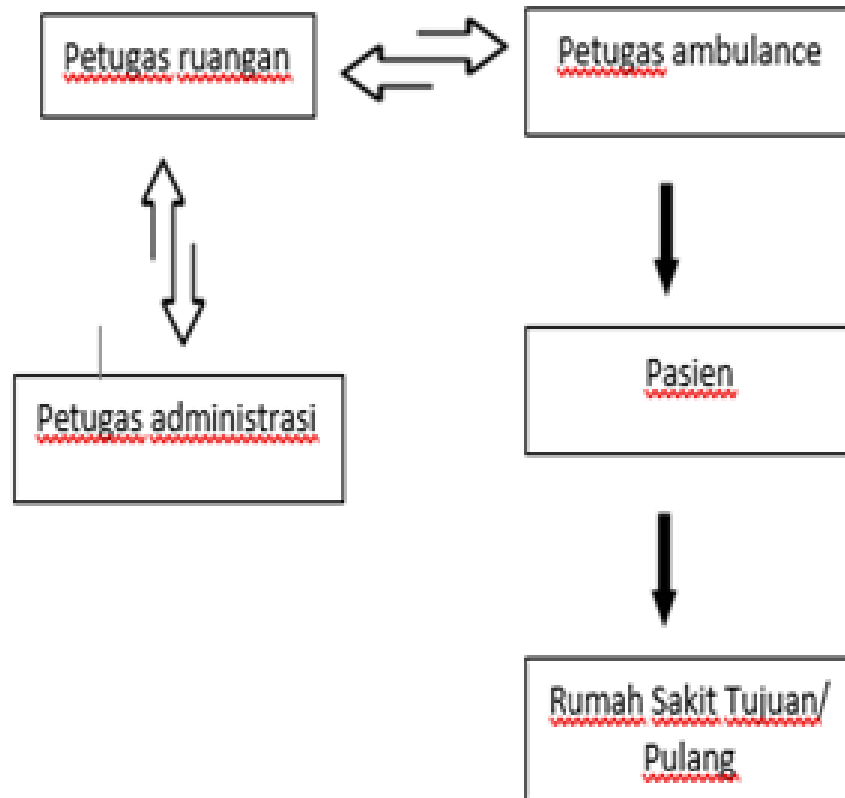 Petugas ruangan
Petugas ambulance
Petugas administrasi
Pasien
Rumah Sakit Tujuan/
Pulang